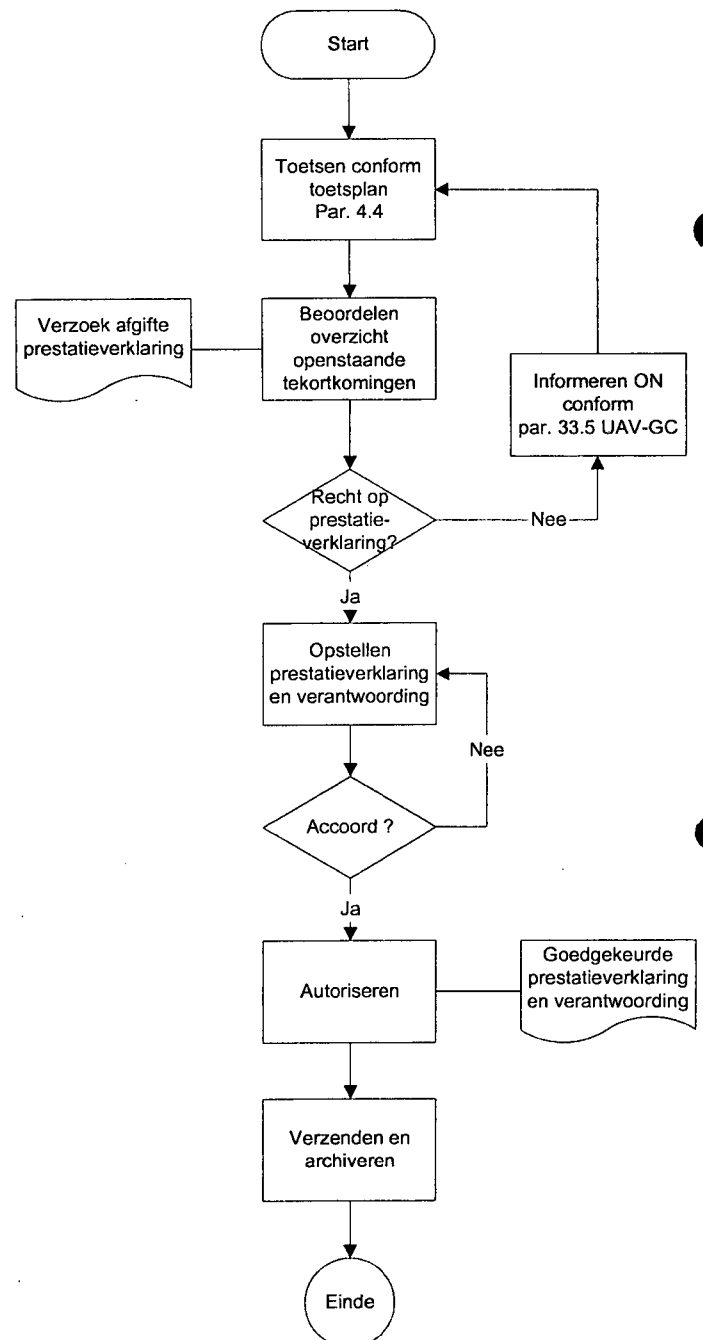 Start
Toetsen conform
toetsplan
Par. 4.4
Verzoek afgifte
prestatieverklaring
Beoordelen
overzicht
openstaande
tekortkomingen
Informeren ON
conform
par. 33.5 UAV-GC
Recht op
prestatie-
verklaring?
Nee
Ja
Opstellen
prestatieverklaring
en verantwoording
Nee
Accoord ?
Ja
Autoriseren
Goedgekeurde
prestatieverklaring
en verantwoording
Verzenden en
archiveren
Einde